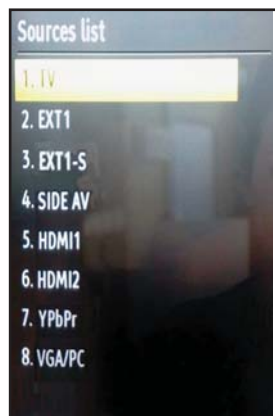 Sources list
1. TV
2. EXT1
3. EXT1-S
4. SIDE AV
5. HDMI1
6. HDMI2
7. YPbPr
8. VGA/PC